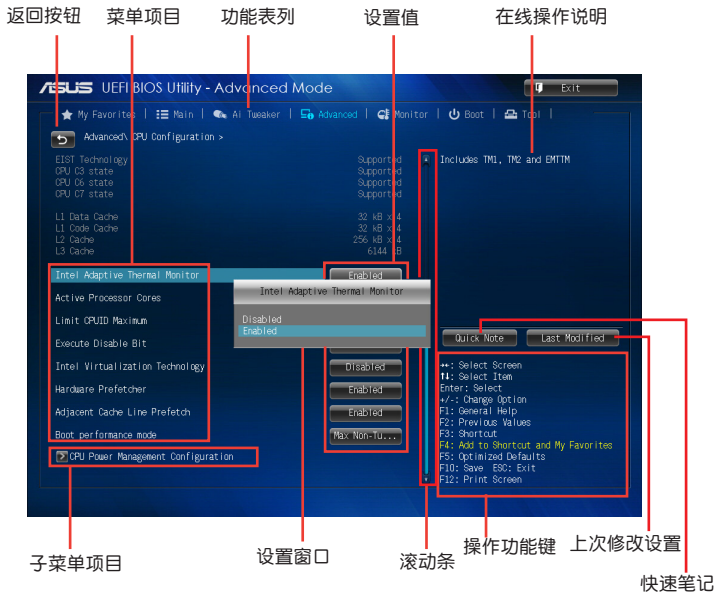 返回按钮 菜单项目 功能表列 设置值 在线操作说明
ASUS UEFI BIOS Utility - Advanced Mode Exit
My Favorites Main Ai Tweaker Advanced Monitor Boot Tool
Advanced\ CPU Configuration >
EIST Technology Supported
CPU C3 state Supported
CPU C6 state Supported
CPU C7 state Supported
L1 Data Cache 32 kB x 4
L1 Code Cache 32 kB x 4
L2 Cache 256 kB x 4
L3 Cache 6144 kB
Includes TM1, TM2 and EMTTM
Intel Adaptive Thermal Monitor Enabled
Active Processor Cores
Limit CPUID Maximum
Execute Disable Bit
Intel Virtualization Technology Disabled
Hardware Prefetcher Enabled
Adjacent Cache Line Prefetch Enabled
Boot performance mode Max Non-Tu...
CPU Power Management Configuration
Intel Adaptive Thermal Monitor
Disabled
Enabled
Quick Note Last Modified
→←: Select Screen
↑↓: Select Item
Enter: Select
+/-: Change Option
F1: General Help
F2: Previous Values
F3: Shortcut
F4: Add to Shortcut and My Favorites
F5: Optimized Defaults
F10: Save ESC: Exit
F12: Print Screen
子菜单项目 设置窗口 滚动条 操作功能键 上次修改设置
快速笔记